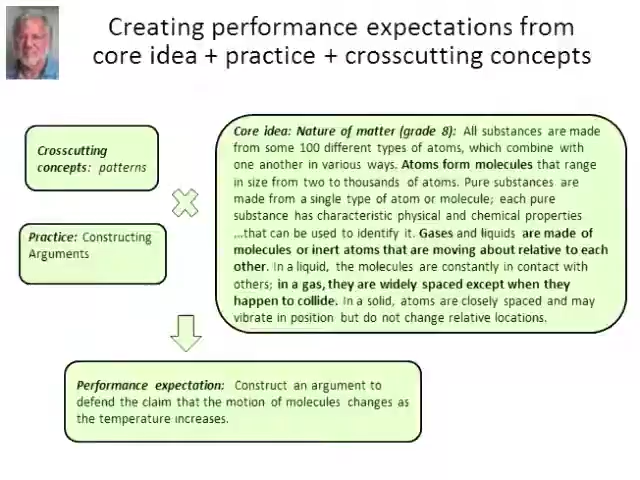 Creating performance expectations from
core idea + practice + crosscutting concepts
Crosscutting
concepts: patterns
Practice: Constructing
Arguments
Core idea: Nature of matter (grade 8): All substances are made
from some 100 different types of atoms, which combine with
one another in various ways. Atoms form molecules that range
in size from two to thousands of atoms. Pure substances are
made from a single type of atom or molecule; each pure
substance has characteristic physical and chemical properties
...that can be used to identify it. Gases and liquids are made of
molecules or inert atoms that are moving about relative to each
other. In a liquid, the molecules are constantly in contact with
others; in a gas, they are widely spaced except when they
happen to collide. In a solid, atoms are closely spaced and may
vibrate in position but do not change relative locations.
Performance expectation: Construct an argument to
defend the claim that the motion of molecules changes as
the temperature increases.